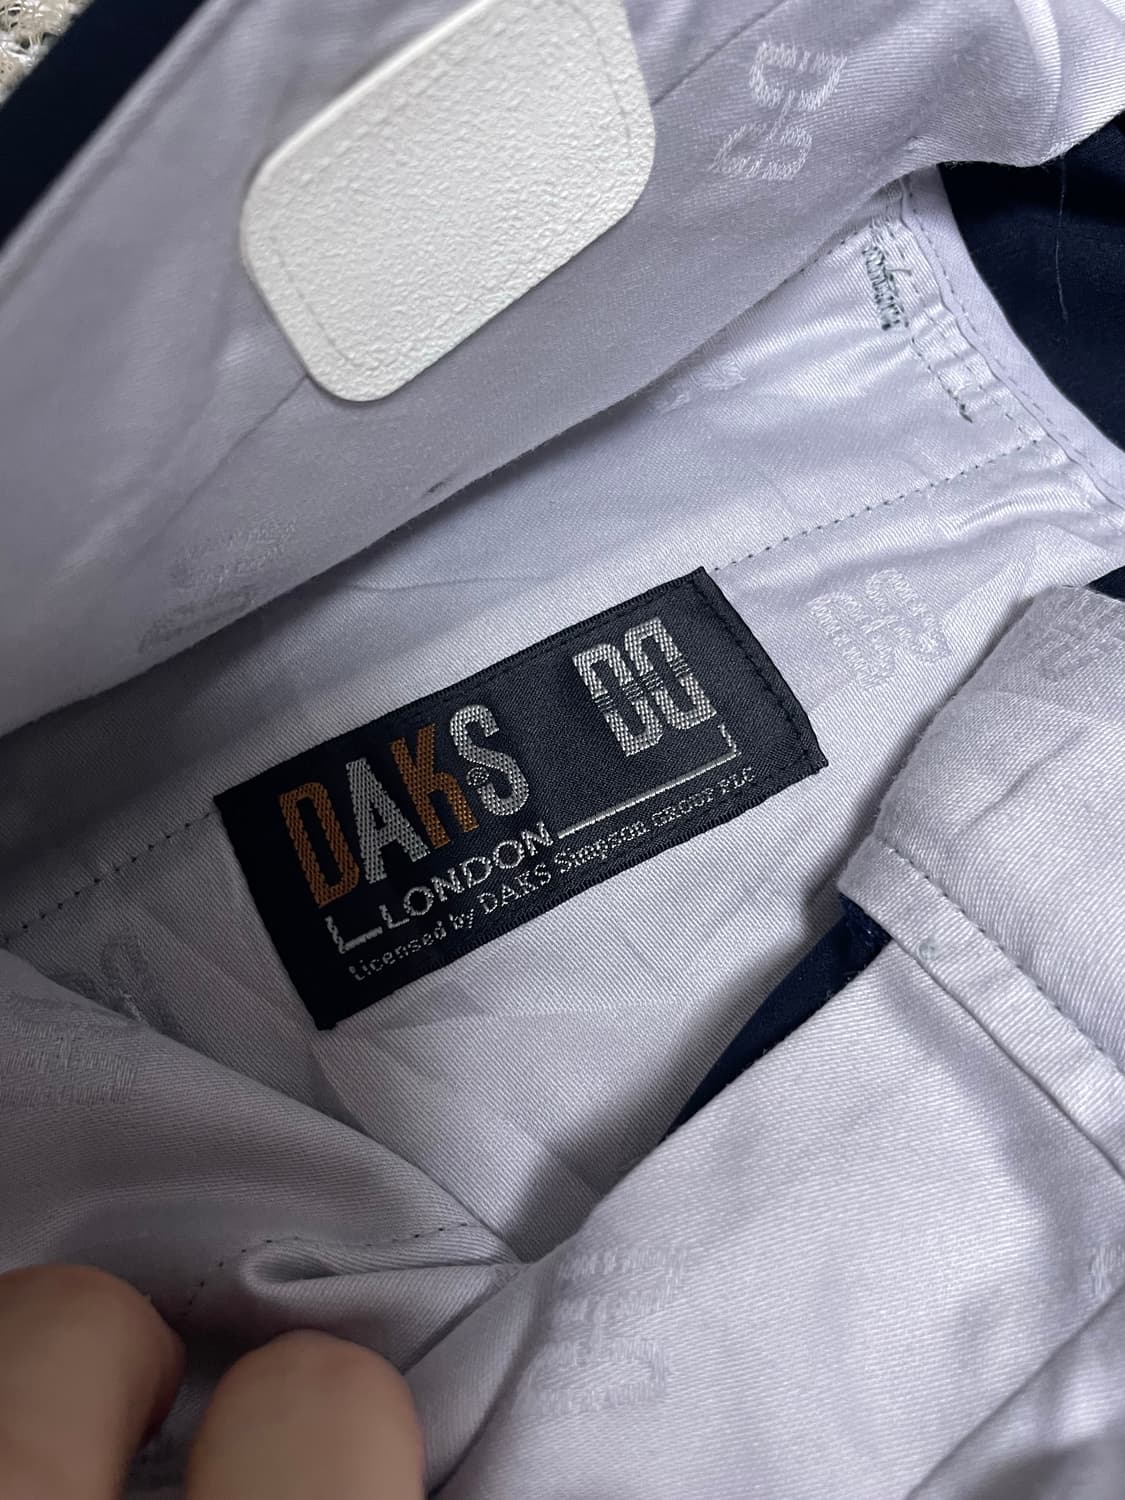 DAKS DD
LONDON
Licensed by DAKS Simpson GROUP PLC